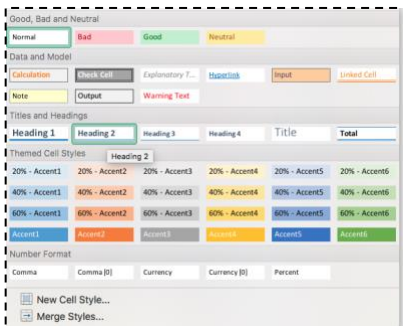 Good, Bad and Neutral
Normal Bad Good Neutral
Data and Model
Calculation Check Cell Explanatory T... Hyperlink Input Linked Cell
Note Output Warning Text
Titles and Headings
Heading 1 Heading 2 Heading 3 Heading 4 Title Total
Themed Cell Styles
Heading 2
20% - Accent1 20% - Accent2 20% - Accent3 20% - Accent4 20% - Accent5 20% - Accent6
40% - Accent1 40% - Accent2 40% - Accent3 40% - Accent4 40% - Accent5 40% - Accent6
60% - Accent1 60% - Accent2 60% - Accent3 60% - Accent4 60% - Accent5 60% - Accent6
Accent1 Accent2 Accent3 Accent4 Accent5 Accent6
Number Format
Comma Comma [0] Currency Currency [0] Percent
New Cell Style...
Merge Styles...